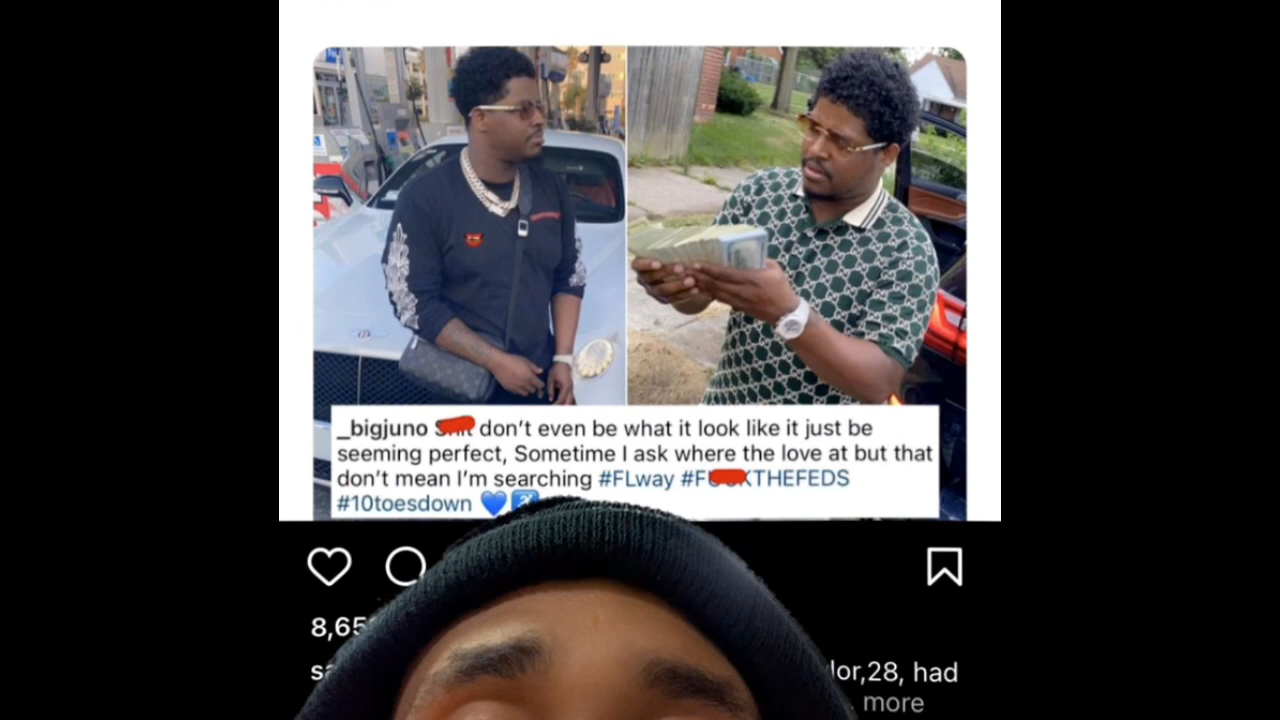 _bigjuno don't even be what it look like it just be
seeming perfect, Sometime I ask where the love at but that
don't mean I'm searching #FLway
#10toesdown
8,65
lor,28, had
more